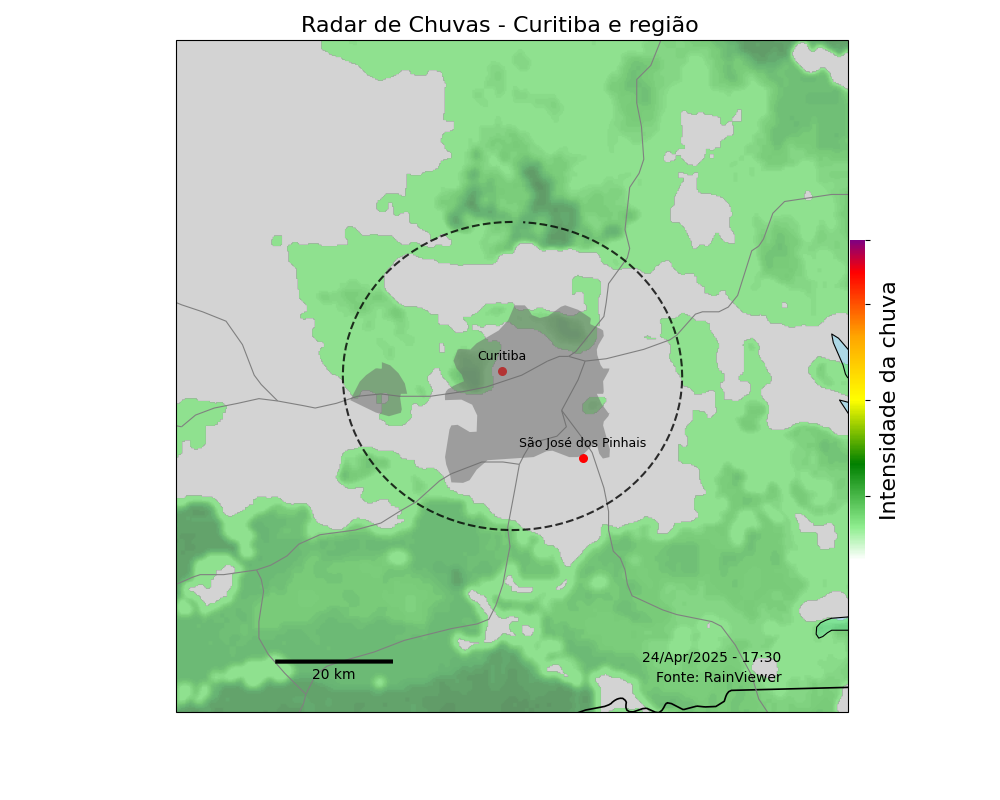 Radar de Chuvas - Curitiba e região
Curitiba
São José dos Pinhais
Intensidade da chuva
20 km
24/Apr/2025 - 17:30
Fonte: RainViewer